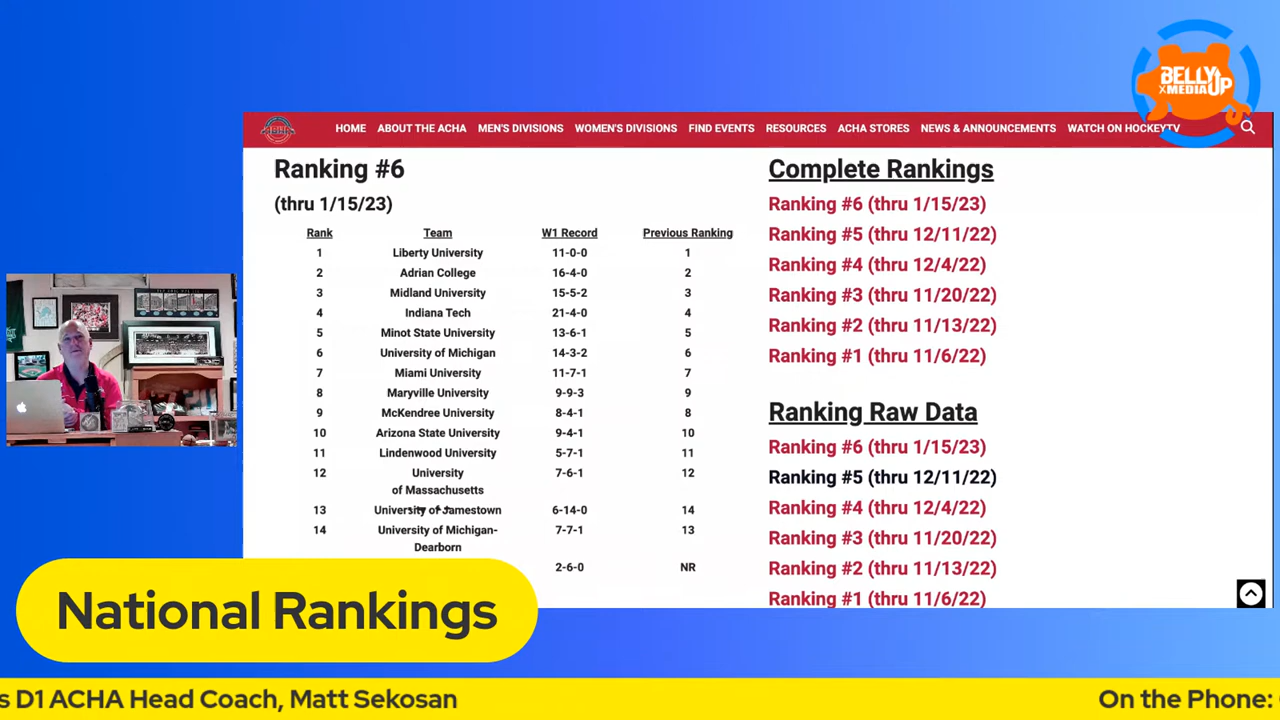 BELLY
xMEDIAUP
ACHA
HOME ABOUT THE ACHA MEN'S DIVISIONS WOMEN'S DIVISIONS FIND EVENTS RESOURCES ACHA STORES NEWS & ANNOUNCEMENTS WATCH ON HOCKEYTV
Ranking #6
(thru 1/15/23)
Rank Team W1 Record Previous Ranking
1 Liberty University 11-0-0 1
2 Adrian College 16-4-0 2
3 Midland University 15-5-2 3
4 Indiana Tech 21-4-0 4
5 Minot State University 13-6-1 5
6 University of Michigan 14-3-2 6
7 Miami University 11-7-1 7
8 Maryville University 9-9-3 9
9 McKendree University 8-4-1 8
10 Arizona State University 9-4-1 10
11 Lindenwood University 5-7-1 11
12 University 7-6-1 12
of Massachusetts
13 University of Jamestown 6-14-0 14
14 University of Michigan- 7-7-1 13
Dearborn
2-6-0 NR
Complete Rankings
Ranking #6 (thru 1/15/23)
Ranking #5 (thru 12/11/22)
Ranking #4 (thru 12/4/22)
Ranking #3 (thru 11/20/22)
Ranking #2 (thru 11/13/22)
Ranking #1 (thru 11/6/22)
Ranking Raw Data
Ranking #6 (thru 1/15/23)
Ranking #5 (thru 12/11/22)
Ranking #4 (thru 12/4/22)
Ranking #3 (thru 11/20/22)
Ranking #2 (thru 11/13/22)
Ranking #1 (thru 11/6/22)
National Rankings
s D1 ACHA Head Coach, Matt Sekosan
On the Phone: